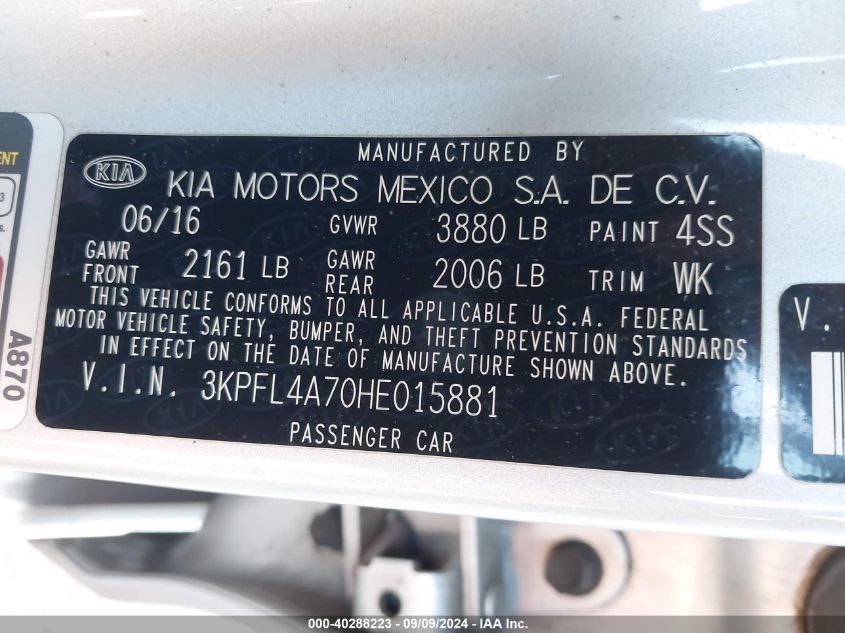 MANUFACTURED BY
KIA KIA MOTORS MEXICO S.A. DE C.V.
06/16 GVWR 3880 LB PAINT 4SS
GAWR FRONT 2161 LB GAWR REAR 2006 LB TRIM WK
THIS VEHICLE CONFORMS TO ALL APPLICABLE U.S.A. FEDERAL
MOTOR VEHICLE SAFETY, BUMPER, AND THEFT PREVENTION STANDARDS
IN EFFECT ON THE DATE OF MANUFACTURE SHOWN ABOVE.
V.I.N. 3KPFL4A70HE015881
PASSENGER CAR
ENT
3
A870
V.
000-40288223 - 09/09/2024 - IAA Inc.